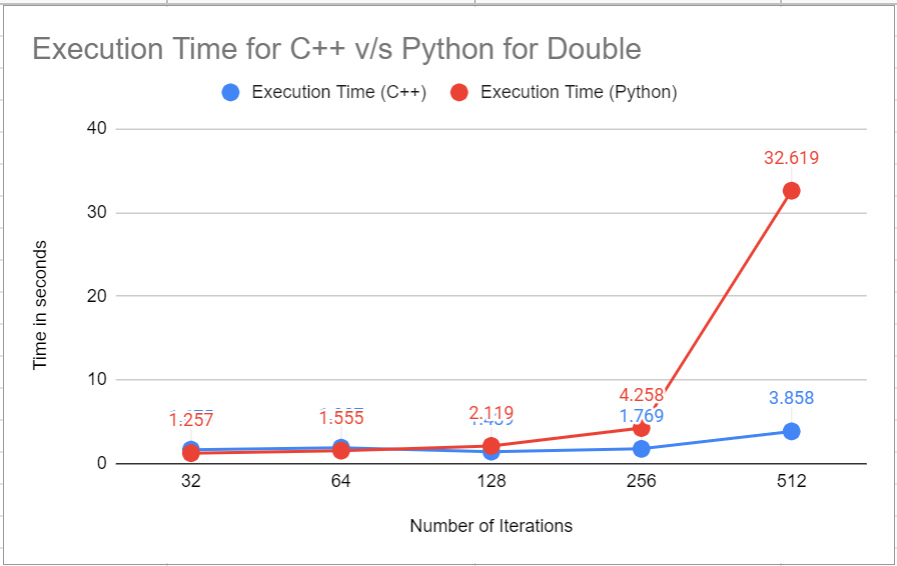 Execution Time for C++ v/s Python for Double
Execution Time (C++) Execution Time (Python)
40
32.619
30
20
10
4.258
3.858
1.257 1.555 2.119 1.769
0
32 64 128 256 512
Time in seconds
Number of Iterations